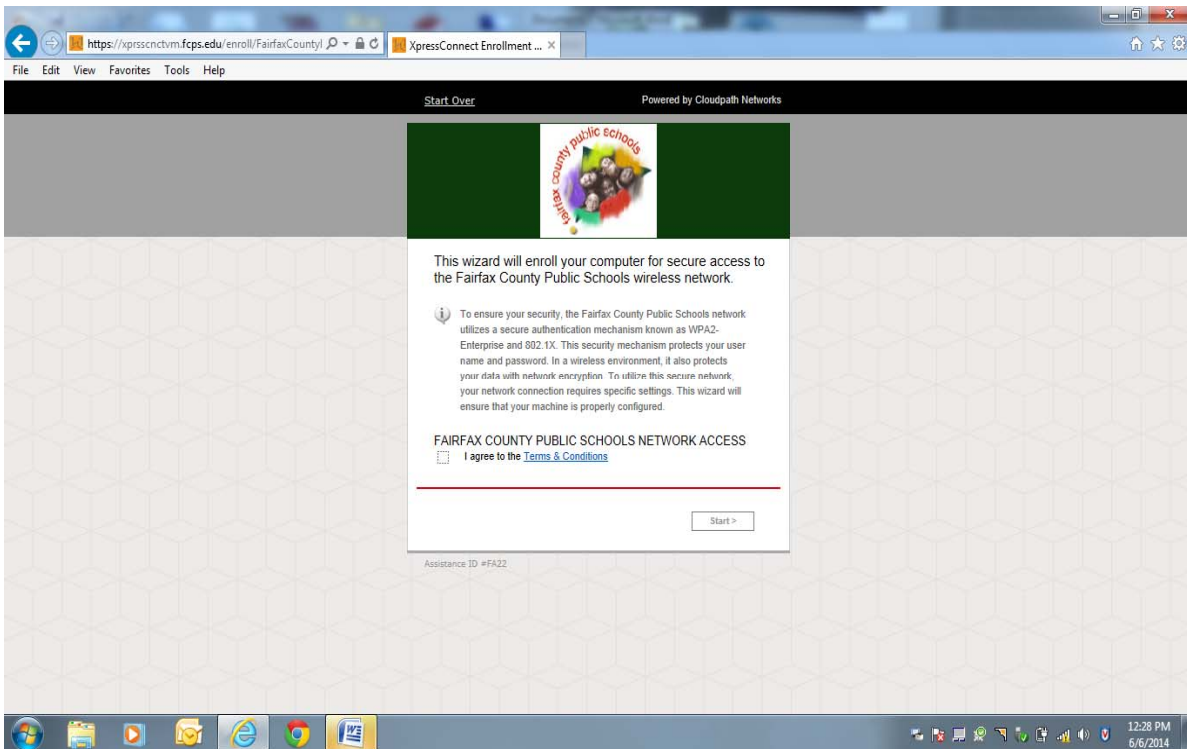 https://xprsscnctvm.fcps.edu/enroll/FairfaxCountyl
XpressConnect Enrollment ...
File Edit View Favorites Tools Help
Start Over
Powered by Cloudpath Networks
fairfax county public schools
This wizard will enroll your computer for secure access to
the Fairfax County Public Schools wireless network.
To ensure your security, the Fairfax County Public Schools network
utilizes a secure authentication mechanism known as WPA2-
Enterprise and 802.1X. This security mechanism protects your user
name and password. In a wireless environment, it also protects
your data with network encryption. To utilize this secure network,
your network connection requires specific settings. This wizard will
ensure that your machine is properly configured.
FAIRFAX COUNTY PUBLIC SCHOOLS NETWORK ACCESS
I agree to the Terms & Conditions
Start >
Assistance ID #FA22
12:28 PM
6/6/2014